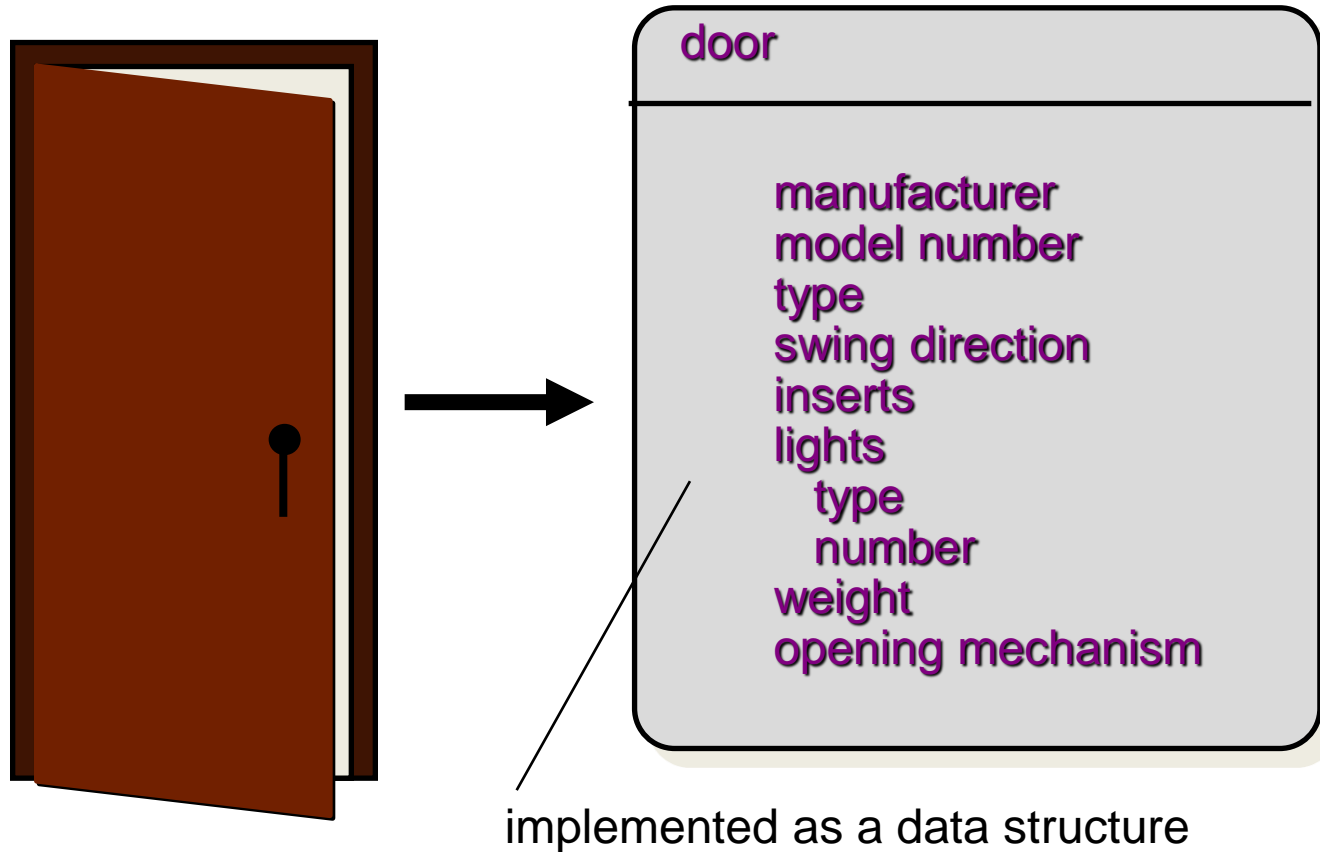 door
manufacturer
model number
type
swing direction
inserts
lights
type
number
weight
opening mechanism
implemented as a data structure